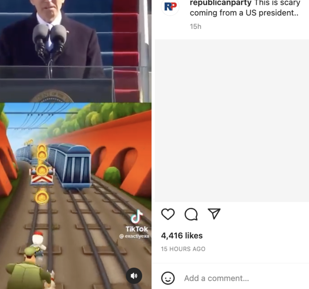 RP
republicanparty This is scary
coming from a US president..
15h
TikTok
4,416 likes
15 HOURS AGO
Add a comment...